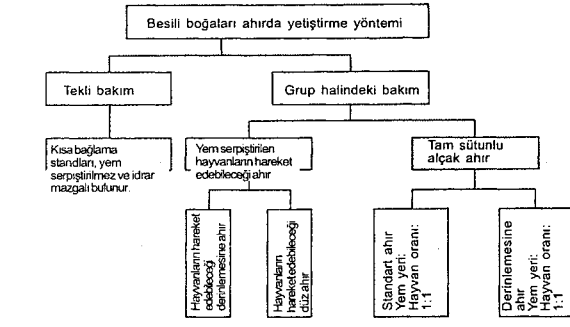 Besili boğaları ahırda yetiştirme yöntemi
Tekli bakım
Grup halindeki bakım
Kısa bağlama
standları, yem
serpiştirilmez ve idrar
mazgalı bulunur.
Yem serpiştirilen
hayvanların hareket
edebileceği ahır
Tam sütunlu
alçak ahır
Hayvanların hareket
edebileceği
derinlemesine ahır
Hayvanların
hareket edebileceği
düz ahır
Standart ahır
Yem yeri:
Hayvan oranı:
1:1
Derinlemesine
ahır
Yem yeri:
Hayvan oranı:
1:1